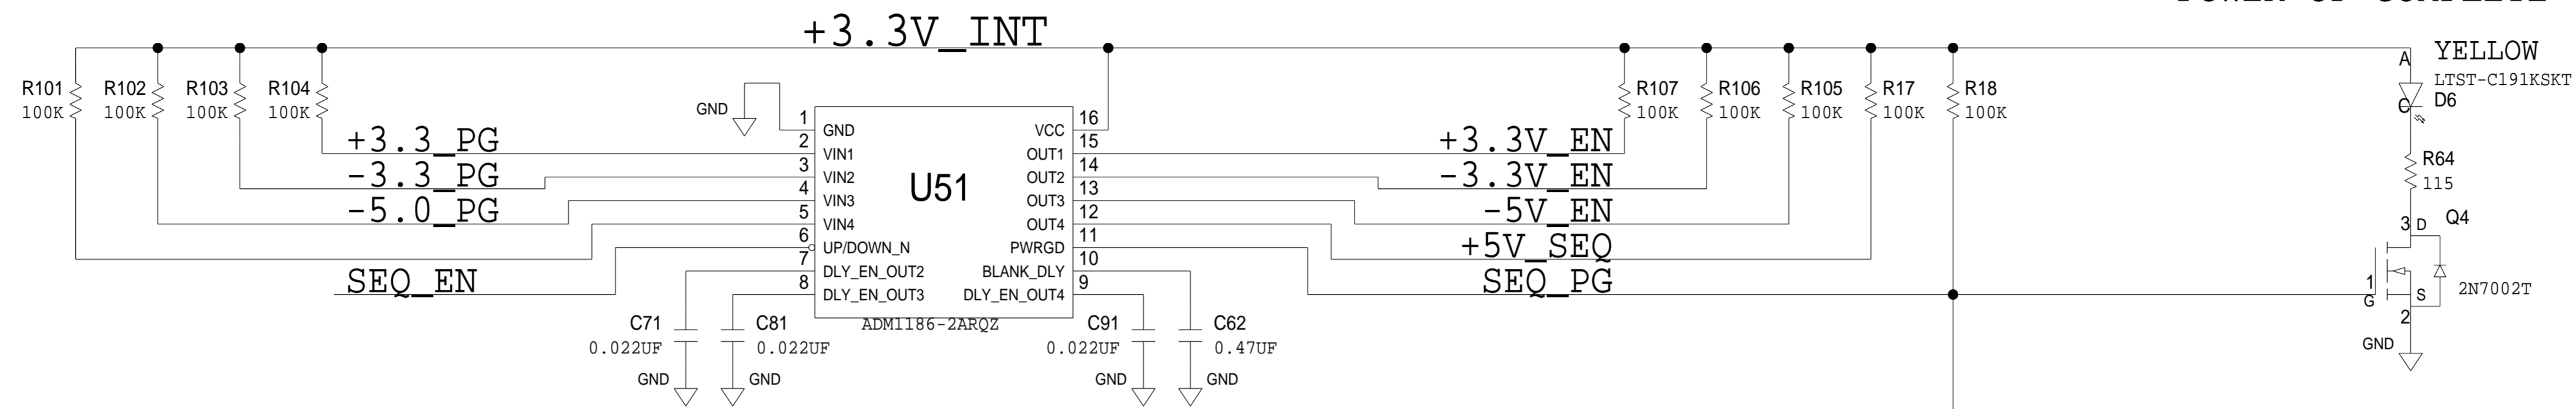 +3.3V_INT
R101
100K
R102
100K
R103
100K
R104
100K
+3.3_PG
-3.3_PG
-5.0_PG
SEQ_EN
GND
1
2
3
4
5
6
7
8
GND
VIN1
VIN2
VIN3
VIN4
UP/DOWN_N
DLY_EN_OUT2
DLY_EN_OUT3
U51
VCC
OUT1
OUT2
OUT3
OUT4
PWRGD
BLANK_DLY
DLY_EN_OUT4
16
15
14
13
12
11
10
9
ADM1186-2ARQZ
C71
0.022UF
GND
C81
0.022UF
GND
C91
0.022UF
GND
C62
0.47UF
GND
+3.3V_EN
-3.3V_EN
-5V_EN
+5V_SEQ
SEQ_PG
R107
100K
R106
100K
R105
100K
R17
100K
R18
100K
A
YELLOW
LTST-C191KSKT
D6
C
R64
115
3 D
Q4
1
G
S
2N7002T
2
GND